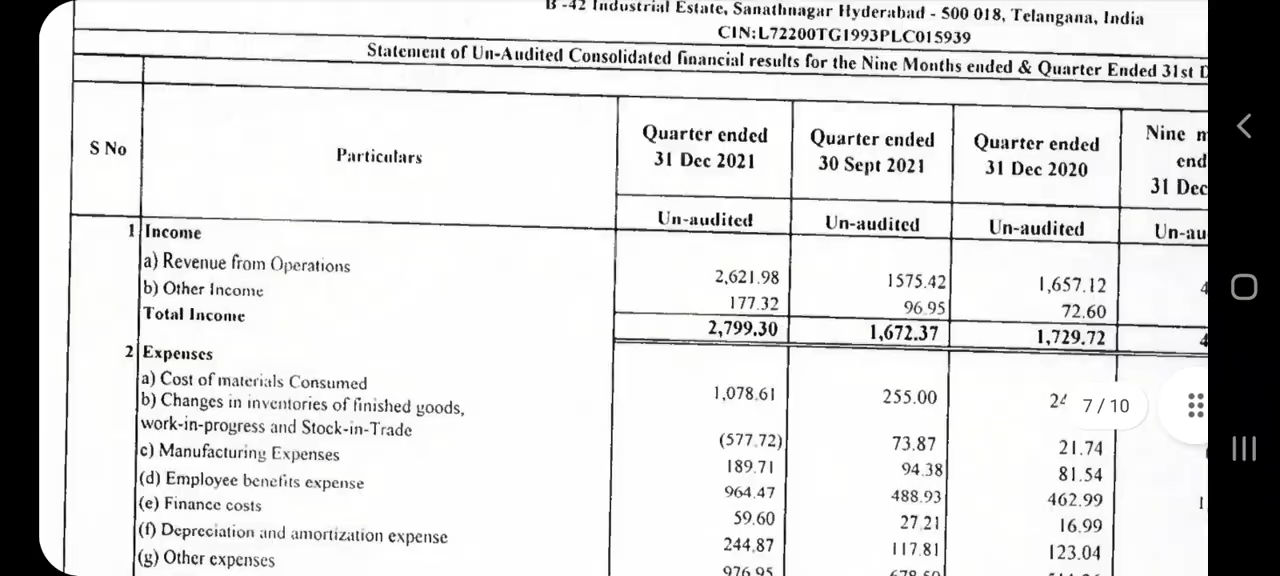 B -42 Industrial Estate, Sanathnagar Hyderabad - 500 018, Telangana, India
CIN:L72200TG1993PLC015939
Statement of Un-Audited Consolidated financial results for the Nine Months ended & Quarter Ended 31st
S No Particulars Quarter ended 31 Dec 2021 Quarter ended 30 Sept 2021 Quarter ended 31 Dec 2020 Nine
31 Dec
Un-audited Un-audited Un-audited
1 Income
a) Revenue from Operations 2,621.98 1575.42 1,657.12
b) Other Income 177.32 96.95 72.60
Total Income 2,799.30 1,672.37 1,729.72
2 Expenses
a) Cost of materials Consumed 1,078.61 255.00
7 / 10
b) Changes in inventories of finished goods,
work-in-progress and Stock-in-Trade (577.72) 73.87 21.74
c) Manufacturing Expenses 189.71 94.38 81.54
(d) Employee benefits expense 964.47 488.93 462.99
(e) Finance costs 59.60 27.21 16.99
(f) Depreciation and amortization expense 244.87 117.81 123.04
(g) Other expenses 976.95